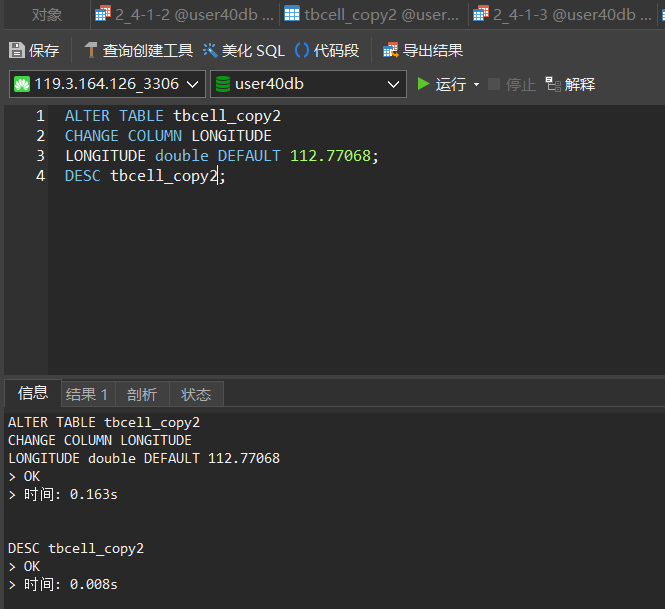 对象 2_4-1-2 @user40db ... tbcell_copy2 @user... 2_4-1-3 @user40db ...
保存 查询创建工具 美化 SQL () 代码段 导出结果
119.3.164.126_3306 user40db 运行 停止 解释
1 ALTER TABLE tbcell_copy2
2 CHANGE COLUMN LONGITUDE
3 LONGITUDE double DEFAULT 112.77068;
4 DESC tbcell_copy2;
信息 结果 1 剖析 状态
ALTER TABLE tbcell_copy2
CHANGE COLUMN LONGITUDE
LONGITUDE double DEFAULT 112.77068
> OK
> 时间: 0.163s
DESC tbcell_copy2
> OK
> 时间: 0.008s